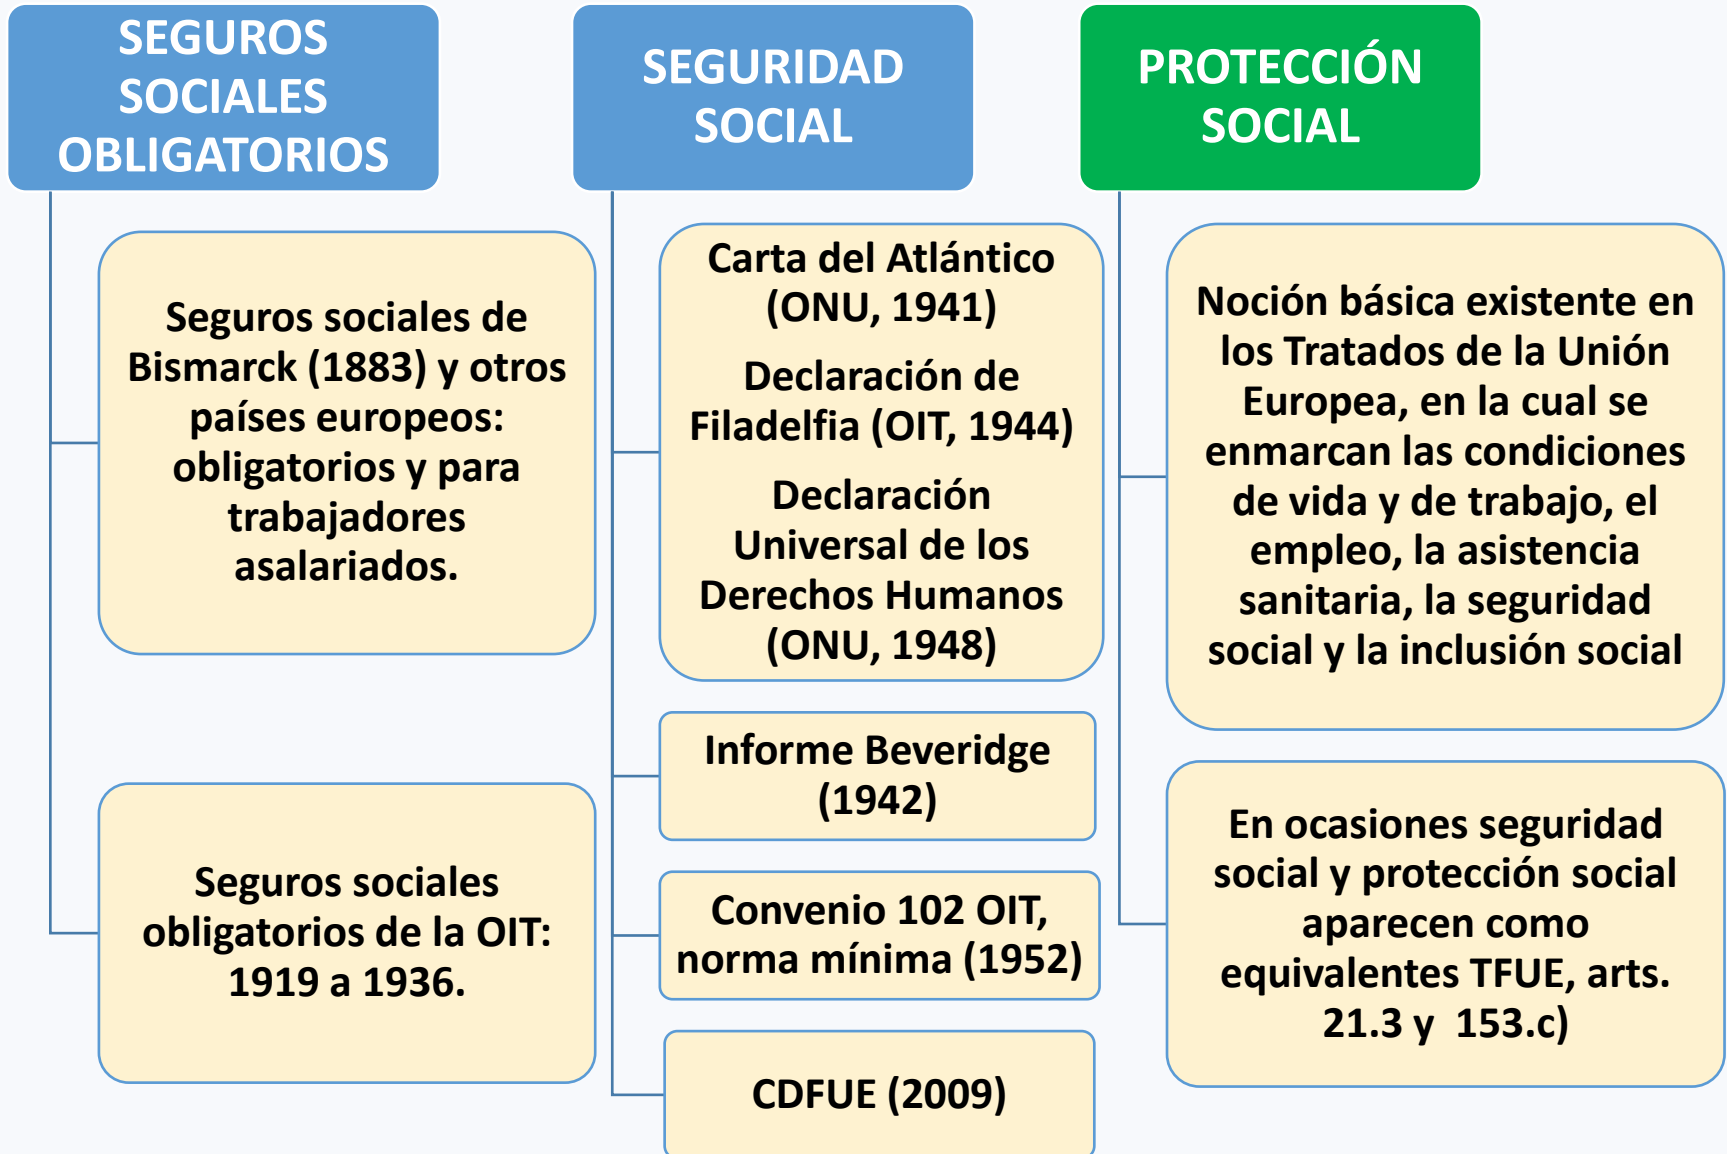 SEGUROS
SOCIALES
OBLIGATORIOS
Seguros sociales de
Bismarck (1883) y otros
países europeos:
obligatorios y para
trabajadores
asalariados.
Seguros sociales
obligatorios de la OIT:
1919 a 1936.
SEGURIDAD
SOCIAL
Carta del Atlántico
(ONU, 1941)
Declaración de
Filadelfia (OIT, 1944)
Declaración
Universal de los
Derechos Humanos
(ONU, 1948)
Informe Beveridge
(1942)
Convenio 102 OIT,
norma mínima (1952)
CDFUE (2009)
PROTECCIÓN
SOCIAL
Noción básica existente en
los Tratados de la Unión
Europea, en la cual se
enmarcan las condiciones
de vida y de trabajo, el
empleo, la asistencia
sanitaria, la seguridad
social y la inclusión social
En ocasiones seguridad
social y protección social
aparecen como
equivalentes TFUE, arts.
21.3 y 153.c)